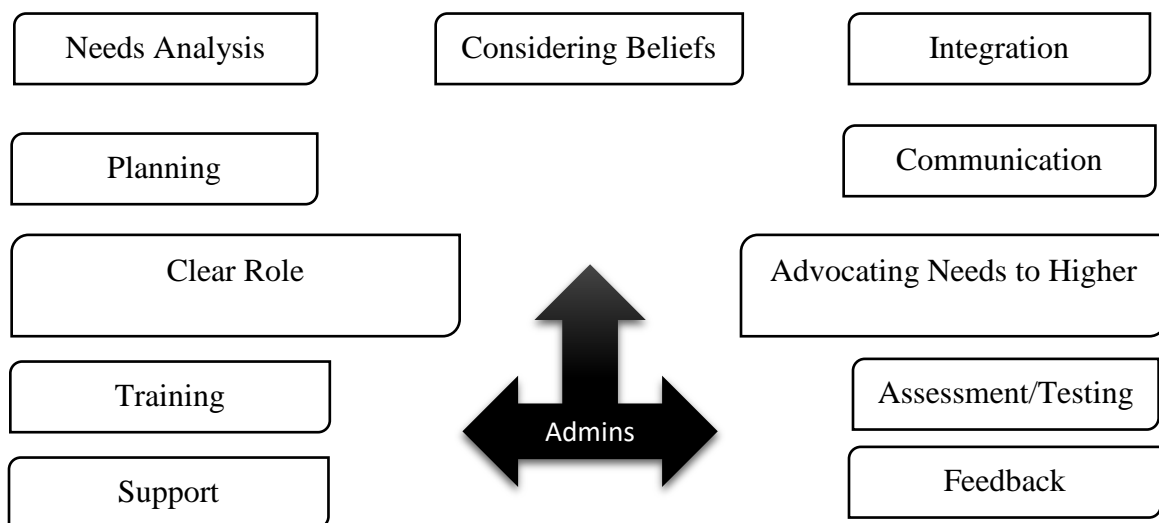 Needs Analysis
Considering Beliefs
Integration
Planning
Communication
Clear Role
Advocating Needs to Higher
Training
Assessment/Testing
Admins
Support
Feedback